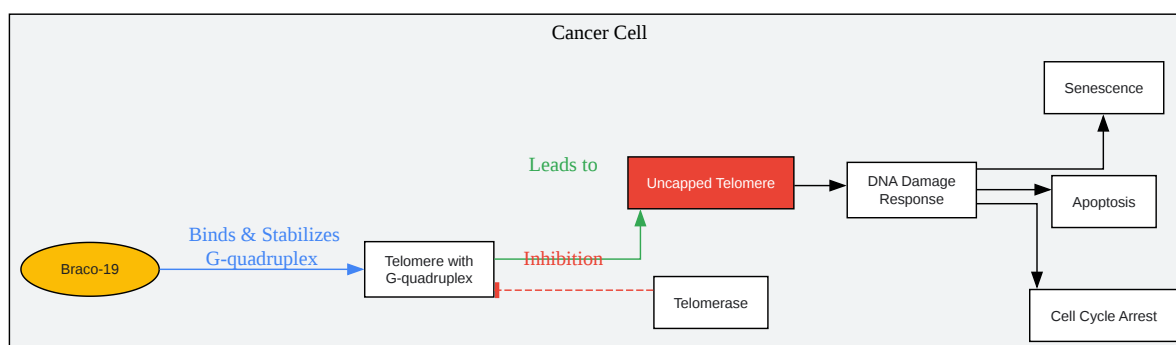 Cancer Cell
Senescence
Leads to
Uncapped Telomere
DNA Damage
Response
Apoptosis
Binds & Stabilizes
G-quadruplex
Braco-19
Telomere with
G-quadruplex
Inhibition
Telomerase
Cell Cycle Arrest